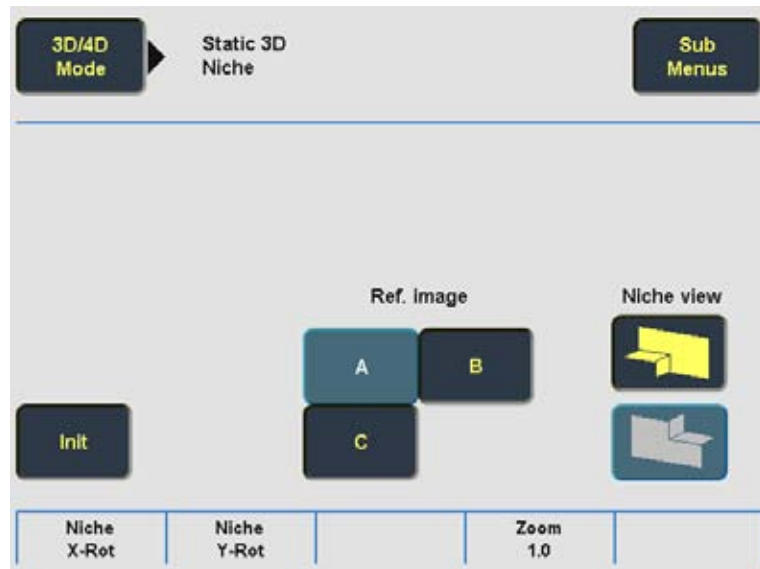 3D/4D
Mode
Static 3D
Niche
Sub
Menus
Ref. image
Niche view
A
B
Init
C
Niche
X-Rot
Niche
Y-Rot
Zoom
1.0